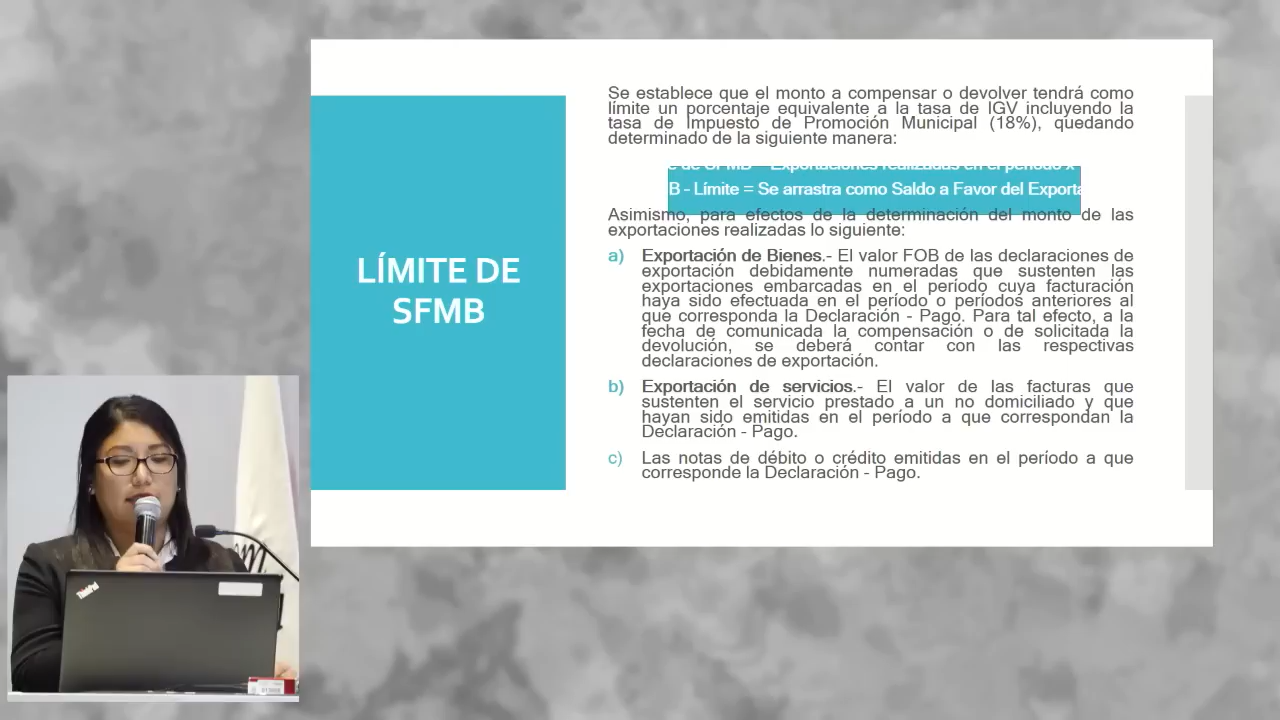 Se establece que el monto a compensar o devolver tendrá como
límite un porcentaje equivalente a la tasa de IGV incluyendo la
tasa de Impuesto de Promoción Municipal (18%), quedando
determinado de la siguiente manera:
de SFMB = Exportaciones realizadas en el período x
B - Límite = Se arrastra como Saldo a Favor del Exporta
Asimismo, para efectos de la determinación del monto de las
exportaciones realizadas lo siguiente:
LÍMITE DE
SFMB
a) Exportación de Bienes.- El valor FOB de las declaraciones de
exportación debidamente numeradas que sustenten las
exportaciones embarcadas en el período cuya facturación
haya sido efectuada en el período o períodos anteriores al
que corresponda la Declaración - Pago. Para tal efecto, a la
fecha de comunicada la compensación o de solicitada la
devolución, se deberá contar con las respectivas
declaraciones de exportación.
b) Exportación de servicios.- El valor de las facturas que
sustenten el servicio prestado a un no domiciliado y que
hayan sido emitidas en el período a que correspondan la
Declaración - Pago.
c) Las notas de débito o crédito emitidas en el período a que
corresponde la Declaración - Pago.
ThinkPad